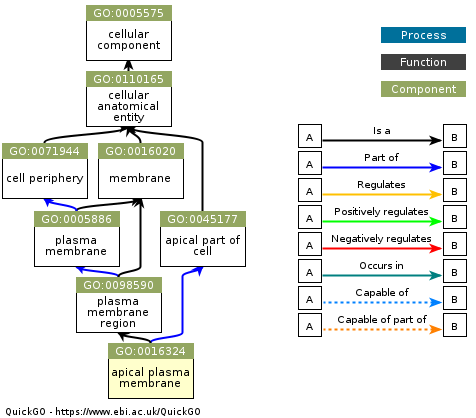 GO:0005575
cellular
component
GO:0110165
cellular
anatomical
entity
GO:0071944
cell periphery
GO:0016020
membrane
GO:0005886
plasma
membrane
GO:0045177
apical part of
cell
GO:0098590
plasma
membrane
region
GO:0016324
apical plasma
membrane
Process
Function
Component
A Is a B
A Part of B
A Regulates B
A Positively regulates B
A Negatively regulates B
A Occurs in B
A Capable of B
A Capable of part of B
QuickGO - https://www.ebi.ac.uk/QuickGO